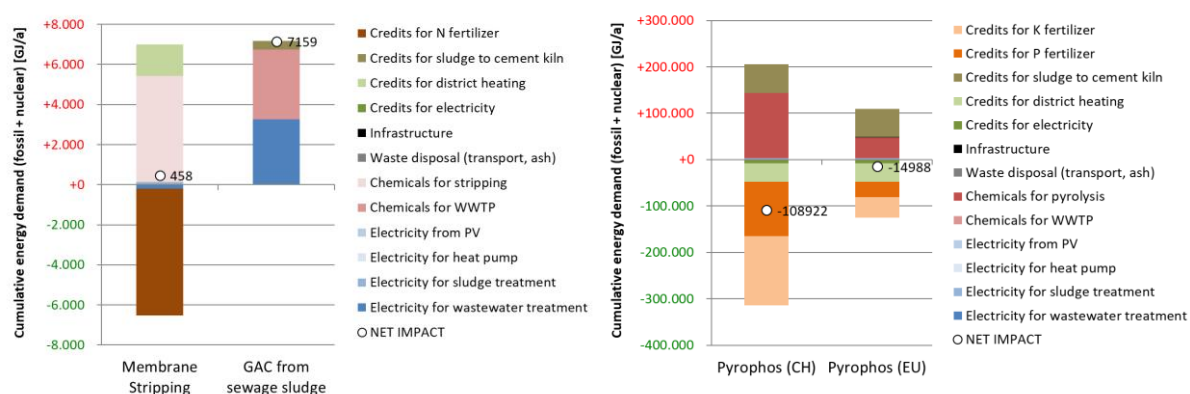 Cumulative energy demand (fossil + nuclear) [GJ/a]
+8.000
+6.000
+4.000
+2.000
+0
-2.000
-4.000
-6.000
-8.000
458
7159
Membrane
Stripping
GAC from
sewage sludge
Credits for N fertilizer
Credits for sludge to cement kiln
Credits for district heating
Credits for electricity
Infrastructure
Waste disposal (transport, ash)
Chemicals for stripping
Chemicals for WWTP
Electricity from PV
Electricity for heat pump
Electricity for sludge treatment
Electricity for wastewater treatment
NET IMPACT
Cumulative energy demand (fossil + nuclear) [GJ/a]
+300.000
+200.000
+100.000
+0
-100.000
-200.000
-300.000
-400.000
-108922
-14988
Pyrophos (CH)
Pyrophos (EU)
Credits for K fertilizer
Credits for P fertilizer
Credits for sludge to cement kiln
Credits for district heating
Credits for electricity
Infrastructure
Waste disposal (transport, ash)
Chemicals for pyrolysis
Chemicals for WWTP
Electricity from PV
Electricity for heat pump
Electricity for sludge treatment
Electricity for wastewater treatment
NET IMPACT